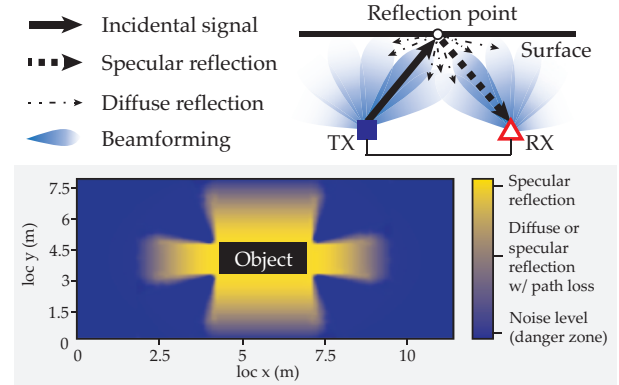 Incidental signal
Specular reflection
Diffuse reflection
Beamforming
Reflection point
Surface
TX
RX
loc y (m)
7.5
6
4.5
3
1.5
0
Object
0
2.5
5
7.5
10
loc x (m)
Specular
reflection
Diffuse or
specular
reflection
w/ path loss
Noise level
(danger zone)